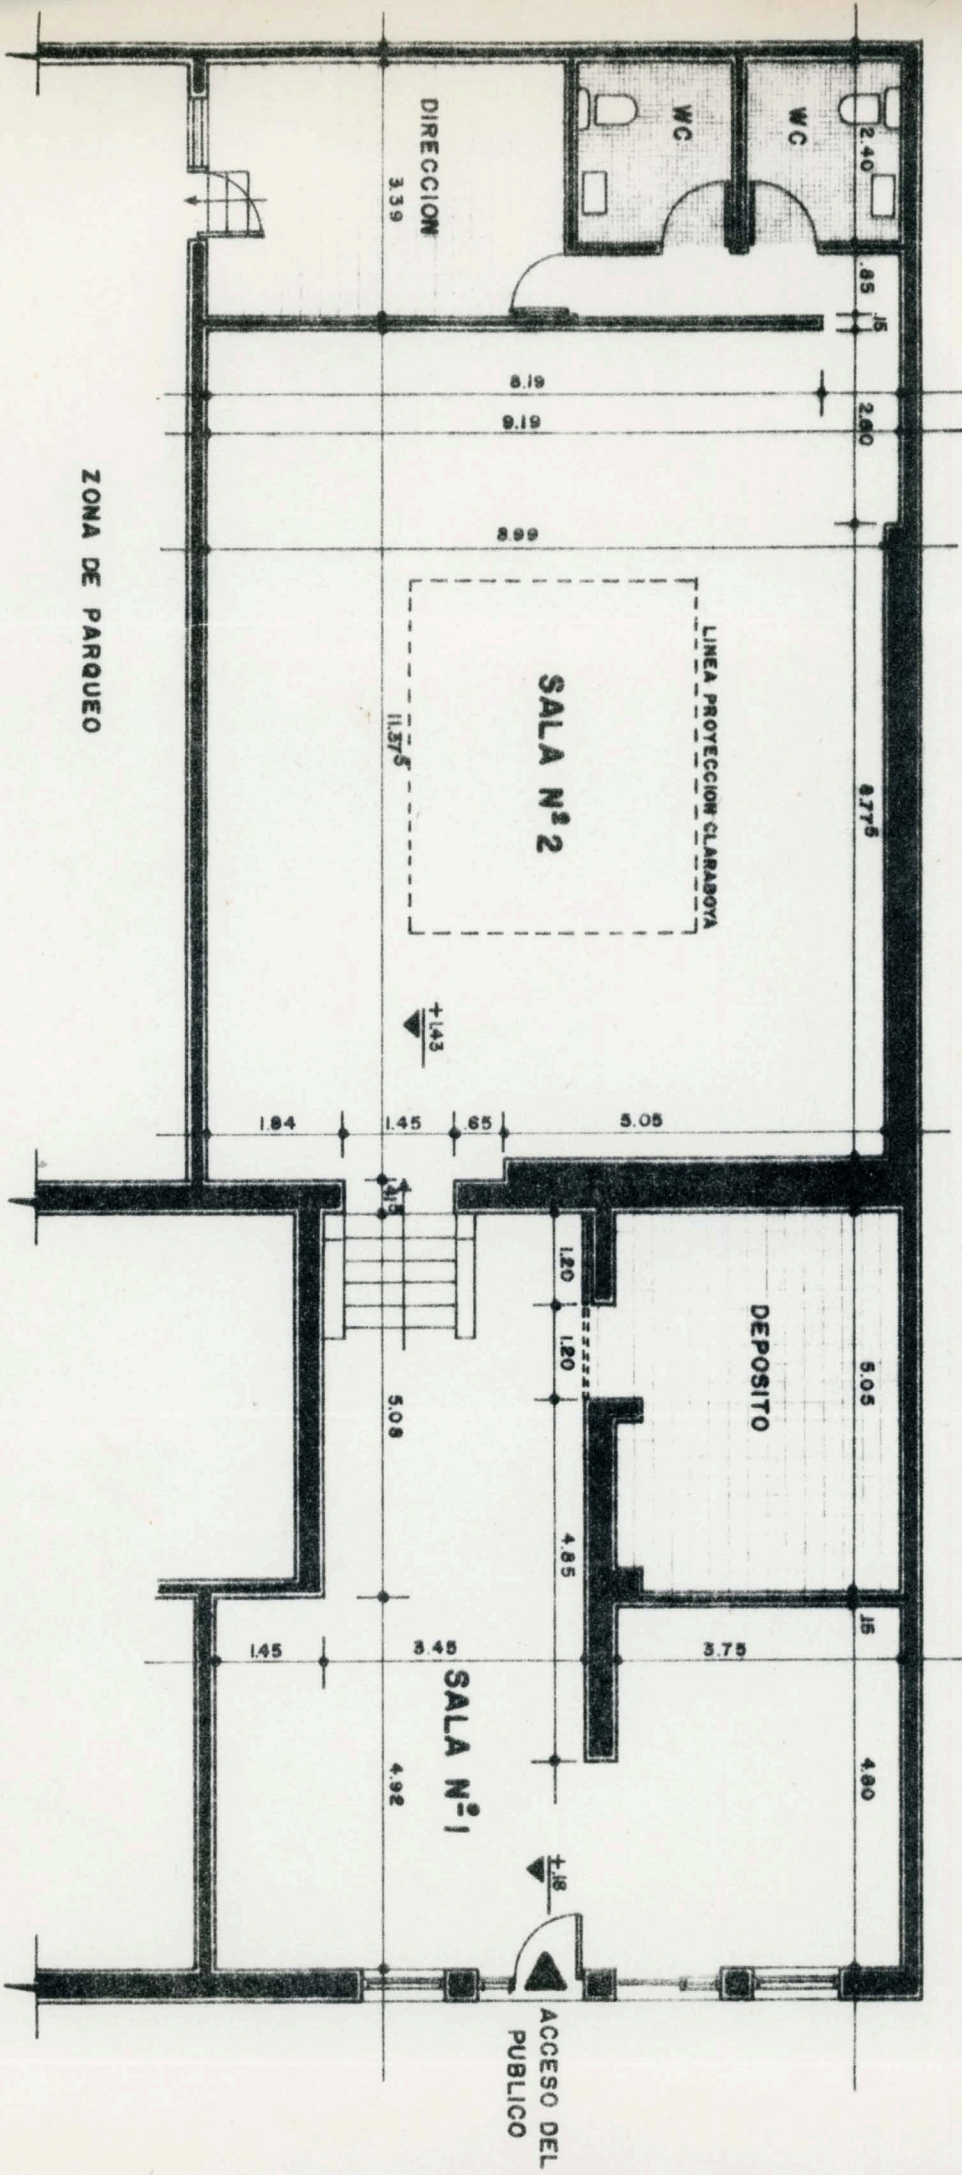 DIRECCION
3.39
WC
WC
2.40
.85
.15
8.19
9.19
2.60
8.99
ZONA DE PARQUEO
LINEA PROYECCION CLARABOYA
SALA Nº 2
11.37⁵
8.77⁵
+1.43
1.84
1.45
.65
5.05
1.20
1.20
DEPOSITO
5.05
5.08
4.85
.15
1.45
3.45
3.75
SALA Nº 1
4.92
4.80
+.18
ACCESO DEL
PUBLICO